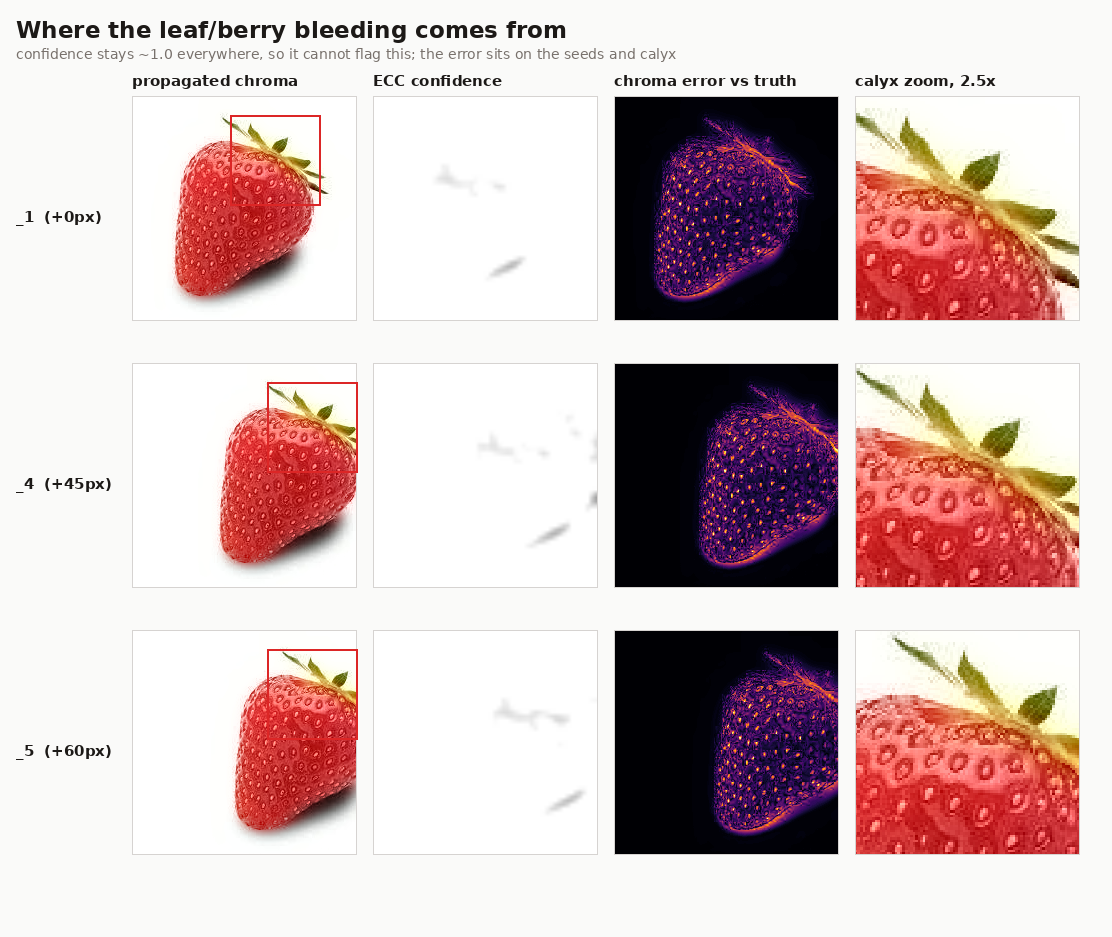 Where the leaf/berry bleeding comes from
confidence stays ~1.0 everywhere, so it cannot flag this; the error sits on the seeds and calyx
propagated chroma
ECC confidence
chroma error vs truth
calyx zoom, 2.5x
_1 (+0px)
_4 (+45px)
_5 (+60px)